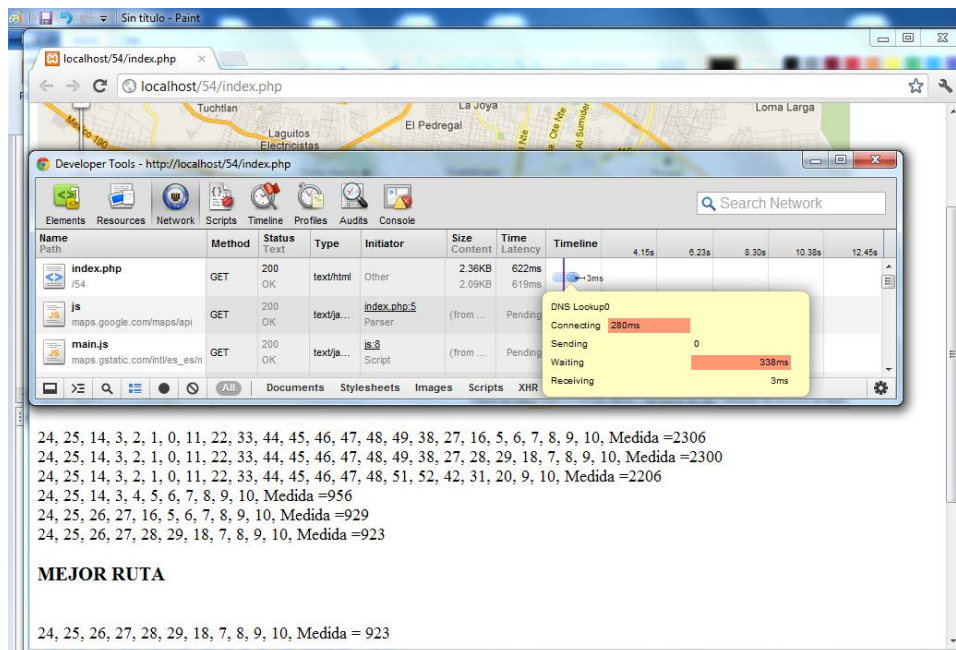 Sin título - Paint
localhost/54/index.php
localhost/54/index.php
Tuchtlan
La Joya
Loma Larga
Mexico 190
Laguitos
Electricistas
El Pedregal
Developer Tools - http://localhost/54/index.php
Elements Resources Network Scripts Timeline Profiles Audits Console
Search Network
Name Method Status Type Initiator Size Time Timeline 4.15s 6.23s 8.30s 10.38s 12.45s
Path Text Content Latency
index.php GET 200 text/html Other 2.36KB 622ms 3ms
/54 OK 2.09KB 619ms
js GET 200 text/ja... index.php:5 (from ... Pending
maps.google.com/maps/api OK Parser
main.js GET 200 text/ja... js:8 (from ... Pending
maps.gstatic.com/intl/es_es/n OK Script
DNS Lookup0
Connecting 280ms
Sending 0
Waiting 338ms
Receiving 3ms
All Documents Stylesheets Images Scripts XHR
24, 25, 14, 3, 2, 1, 0, 11, 22, 33, 44, 45, 46, 47, 48, 49, 38, 27, 16, 5, 6, 7, 8, 9, 10, Medida =2306
24, 25, 14, 3, 2, 1, 0, 11, 22, 33, 44, 45, 46, 47, 48, 49, 38, 27, 28, 29, 18, 7, 8, 9, 10, Medida =2300
24, 25, 14, 3, 2, 1, 0, 11, 22, 33, 44, 45, 46, 47, 48, 51, 52, 42, 31, 20, 9, 10, Medida =2206
24, 25, 14, 3, 4, 5, 6, 7, 8, 9, 10, Medida =956
24, 25, 26, 27, 16, 5, 6, 7, 8, 9, 10, Medida =929
24, 25, 26, 27, 28, 29, 18, 7, 8, 9, 10, Medida =923
MEJOR RUTA
24, 25, 26, 27, 28, 29, 18, 7, 8, 9, 10, Medida = 923